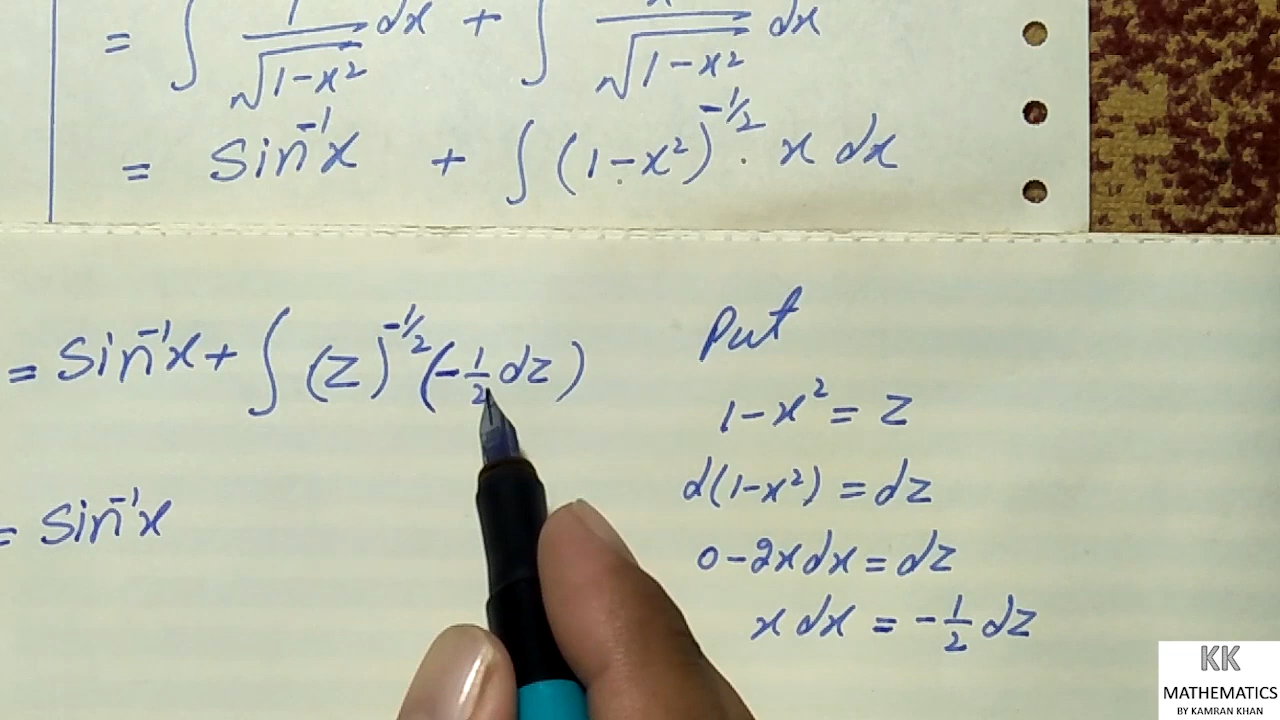 = ∫ 1/√(1-x²) dx + ∫ x/√(1-x²) dx
= Sin⁻¹x + ∫ (1-x²)^(-1/2) . x dx
= Sin⁻¹x + ∫ (z)^(-1/2) (-1/2 dz)
= Sin⁻¹x
Put
1-x² = z
d(1-x²) = dz
0-2x dx = dz
x dx = -1/2 dz
KK
MATHEMATICS
BY KAMRAN KHAN